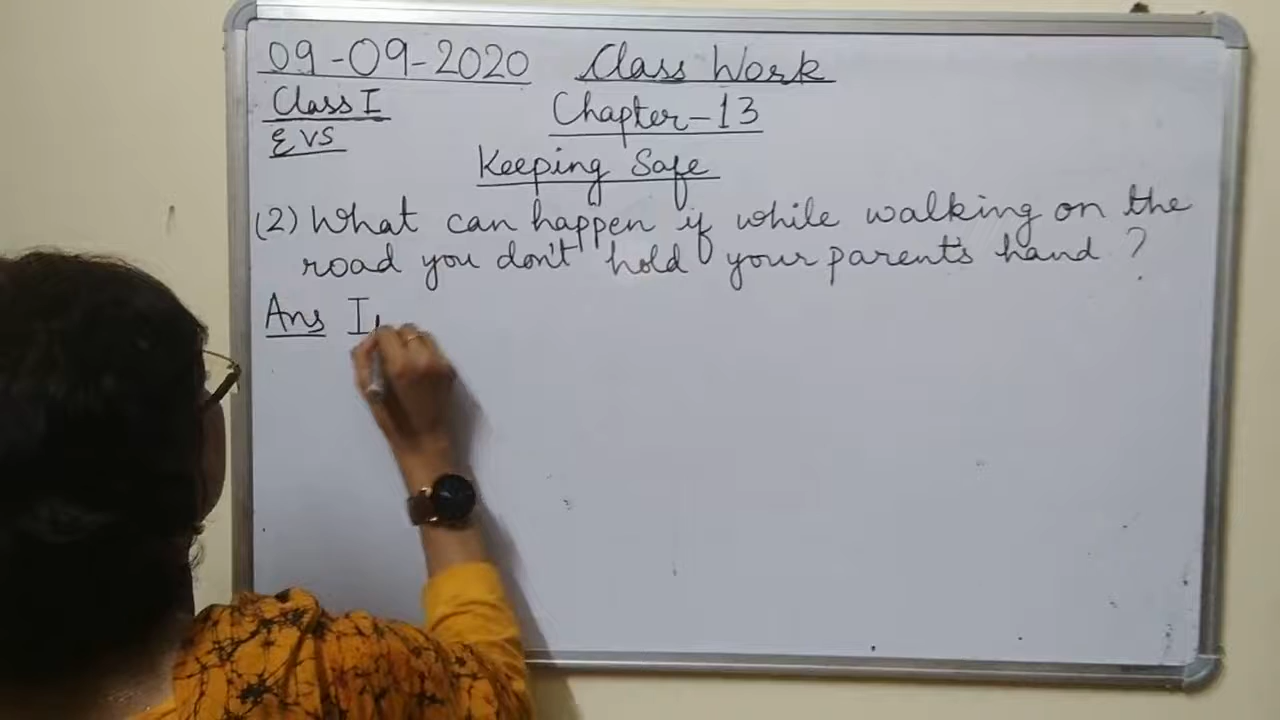 09-09-2020 Class Work
Class I Chapter-13
EVS
Keeping Safe
(2) What can happen if while walking on the
road you don't hold your parent's hand ?
Ans